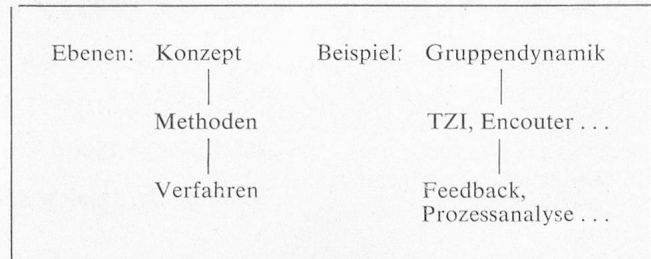 Ebenen: Konzept Beispiel: Gruppendynamik
Methoden TZI, Encouter . . .
Verfahren Feedback,
Prozessanalyse . . .